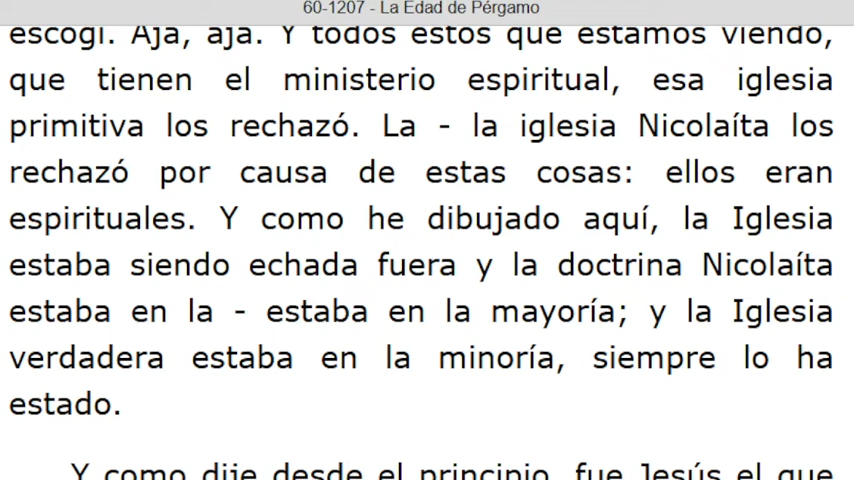 60-1207 - La Edad de Pérgamo
escogí. Ajá, ajá. Y todos estos que estamos viendo,
que tienen el ministerio espiritual, esa iglesia
primitiva los rechazó. La - la iglesia Nicolaíta los
rechazó por causa de estas cosas: ellos eran
espirituales. Y como he dibujado aquí, la Iglesia
estaba siendo echada fuera y la doctrina Nicolaíta
estaba en la - estaba en la mayoría; y la Iglesia
verdadera estaba en la minoría, siempre lo ha
estado.
Y como dije desde el principio, fue Jesús el que